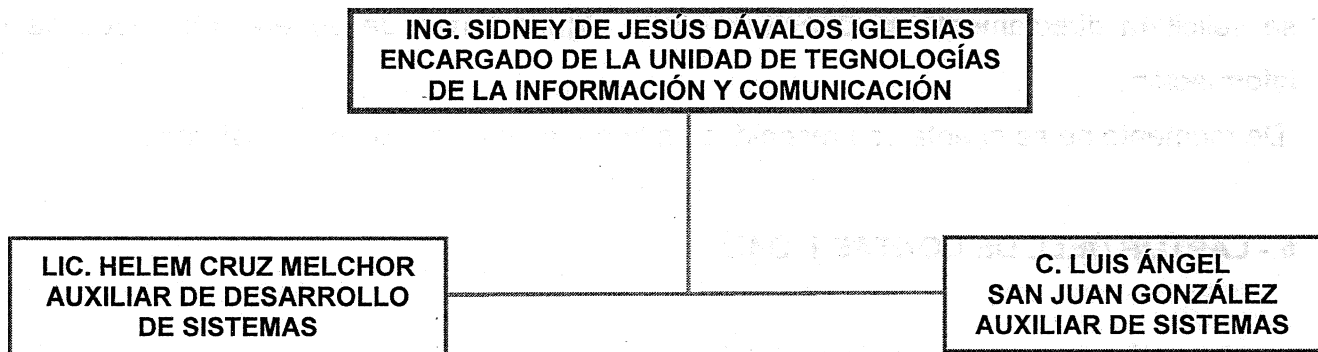 ING. SIDNEY DE JESÚS DÁVALOS IGLESIAS
ENCARGADO DE LA UNIDAD DE TEGNOLOGÍAS
DE LA INFORMACIÓN Y COMUNICACIÓN
LIC. HELEM CRUZ MELCHOR
AUXILIAR DE DESARROLLO
DE SISTEMAS
C. LUIS ÁNGEL
SAN JUAN GONZÁLEZ
AUXILIAR DE SISTEMAS